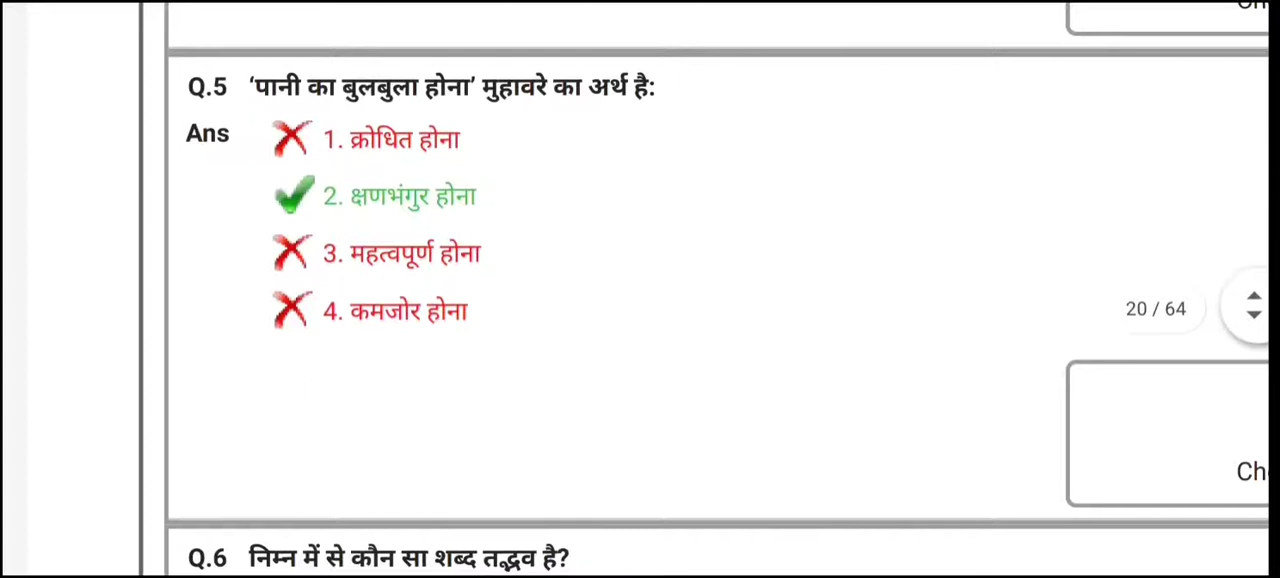 Q.5 ‘पानी का बुलबुला होना’ मुहावरे का अर्थ है:
Ans 1. क्रोधित होना
2. क्षणभंगुर होना
3. महत्वपूर्ण होना
4. कमजोर होना
20 / 64
Ch
Q.6 निम्न में से कौन सा शब्द तद्भव है?